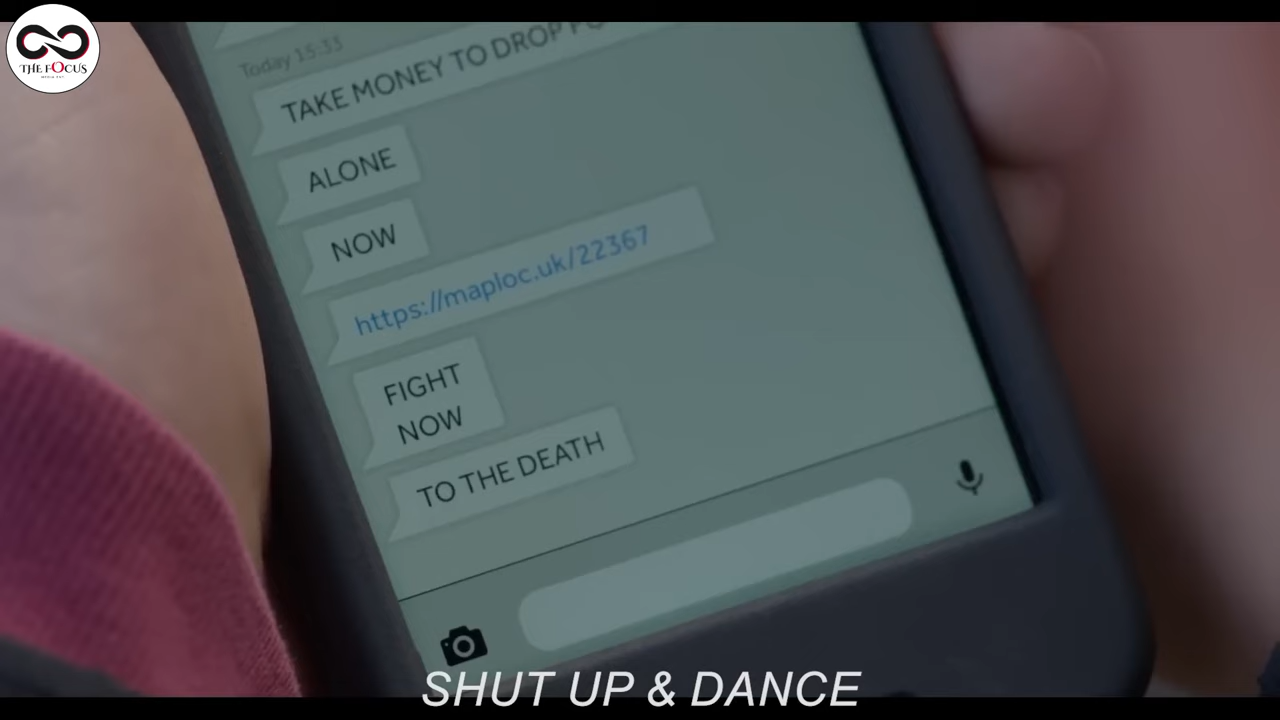 THE FOCUS
Today 15:33
TAKE MONEY TO DROP
ALONE
NOW
https://maploc.uk/22367
FIGHT
NOW
TO THE DEATH
SHUT UP & DANCE